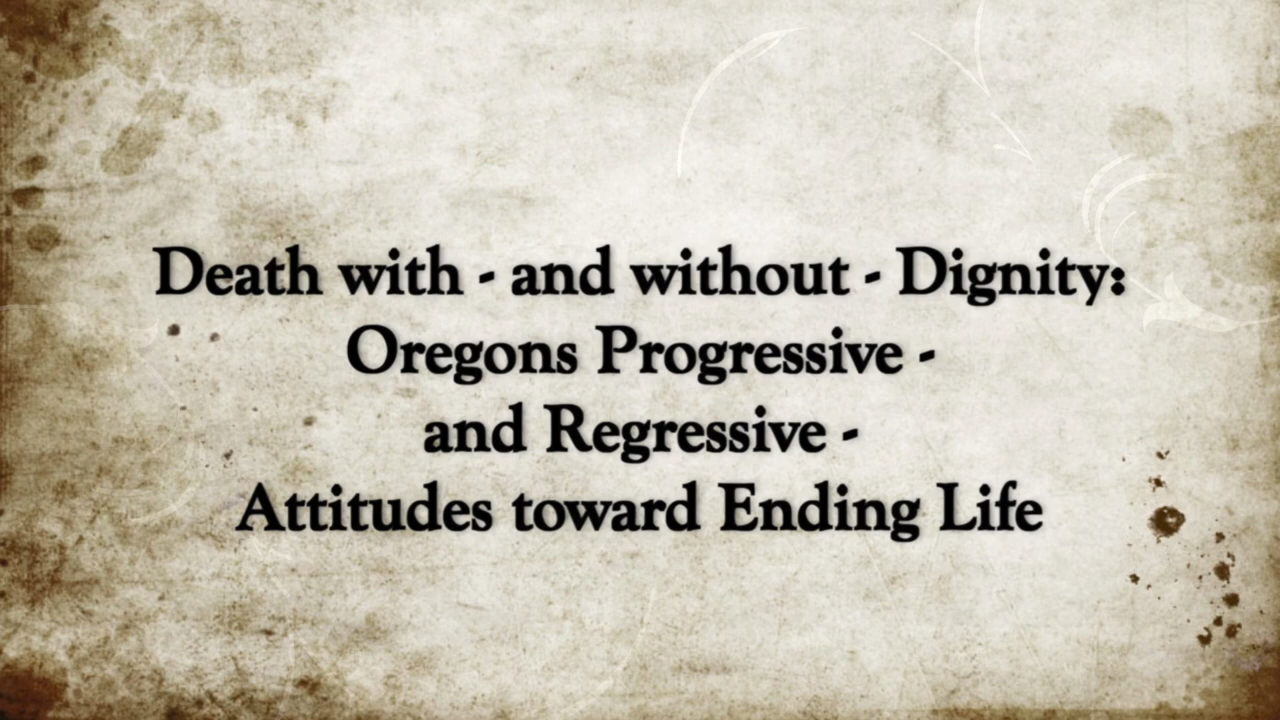 Death with - and without - Dignity:
Oregons Progressive -
and Regressive -
Attitudes toward Ending Life